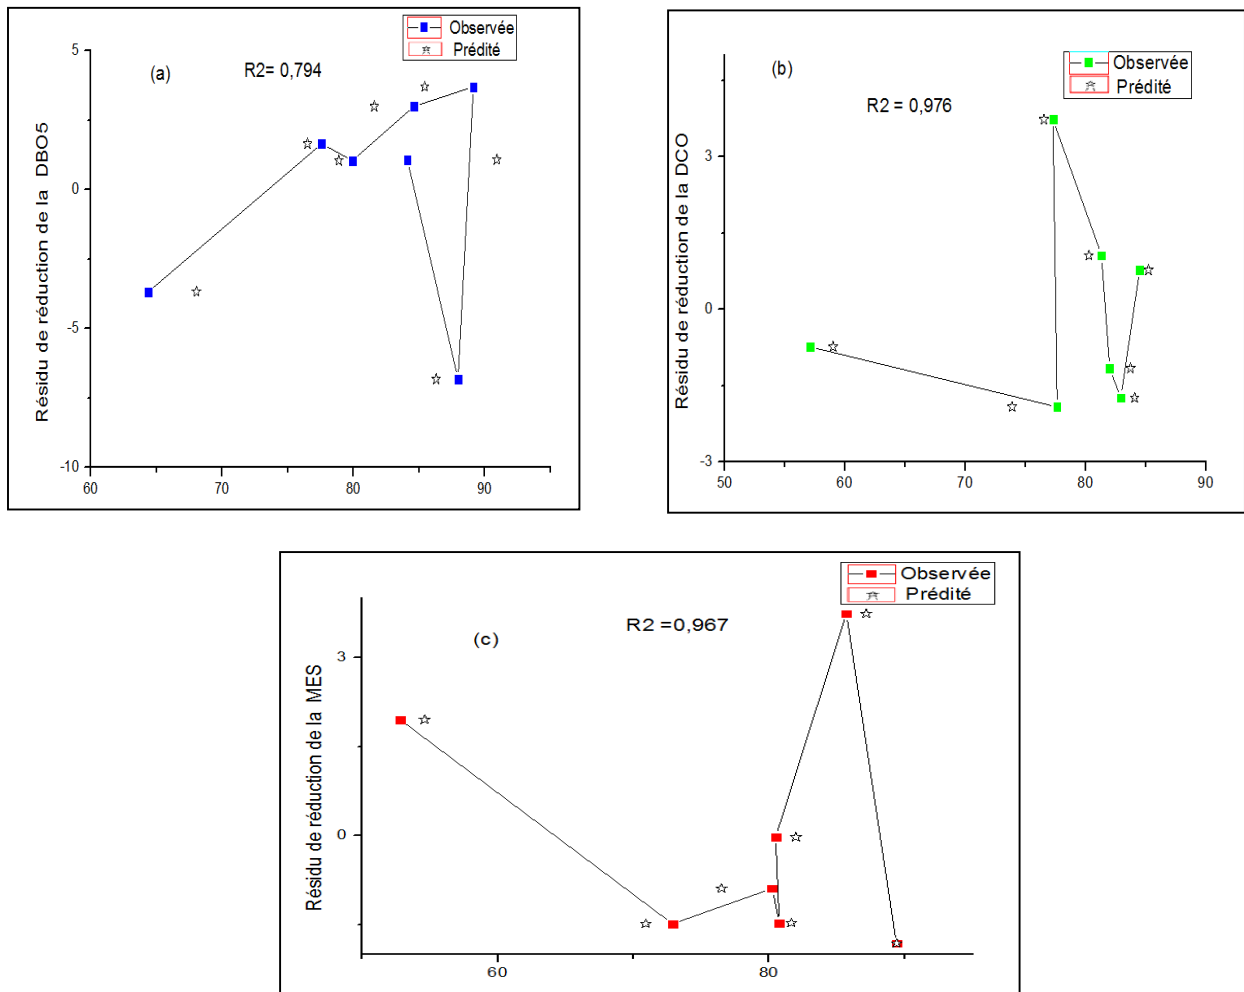 Observée
Prédité
(a)
R2= 0,794
Résidu de réduction de la DBO5
5
0
-5
-10
60
70
80
90
Observée
Prédité
(b)
R2 = 0,976
Résidu de réduction de la DCO
3
0
-3
50
60
70
80
90
Observée
Prédité
(c)
R2 =0,967
Résidu de réduction de la MES
3
0
60
80